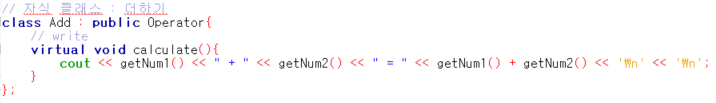 // 자식 클래스 : 더하기
class Add : public Operator{
// write
virtual void calculate(){
cout << getNum1() << " + " << getNum2() << " = " << getNum1() + getNum2() << '₩n' << '₩n';
}
};